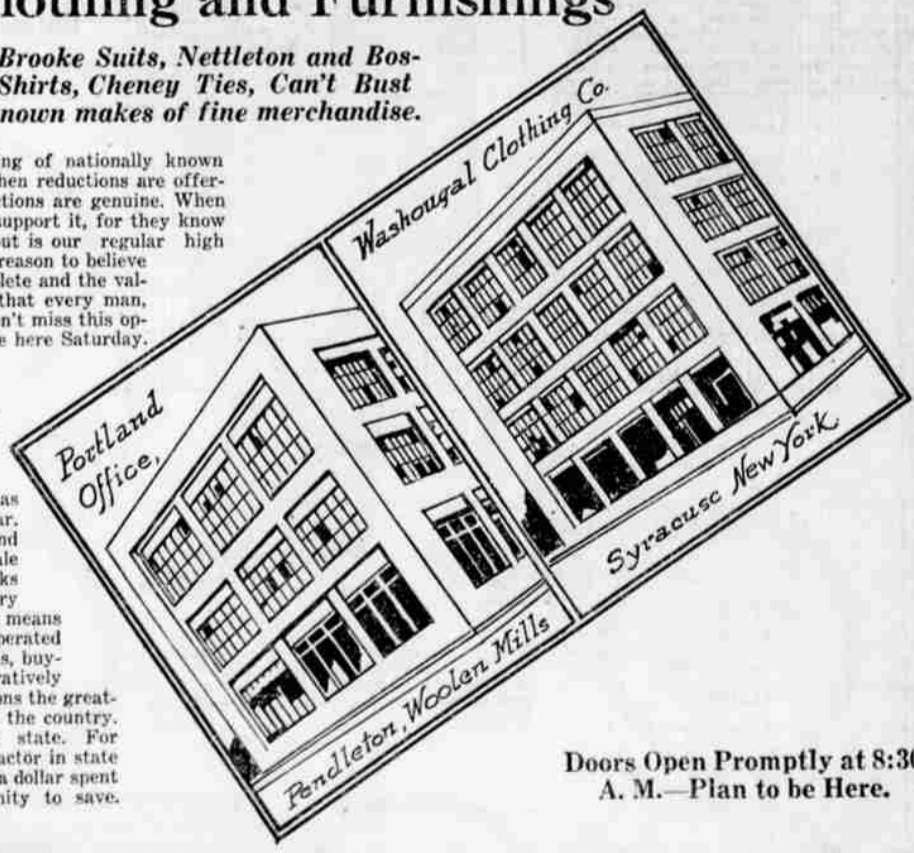 lothing and Furnishings
Brooke Suits, Nettleton and Bos-
Shirts, Cheney Ties, Can't Bust
nown makes of fine merchandise.
ng of nationally known
hen reductions are offer-
ctions are genuine. When
support it, for they know
out is our regular high
reason to believe
lete and the val-
that every man,
n't miss this op-
e here Saturday.
as
ar.
nd
ale
ks
ry
means
perated
s, buy-
ratively
ons the great-
the country.
state. For
actor in state
a dollar spent
nity to save.
Portland
Office,
Pendleton, Woolen Mills
Washougal Clothing Co.
Syracuse New York
Doors Open Promptly at 8:30
A. M.—Plan to be Here.